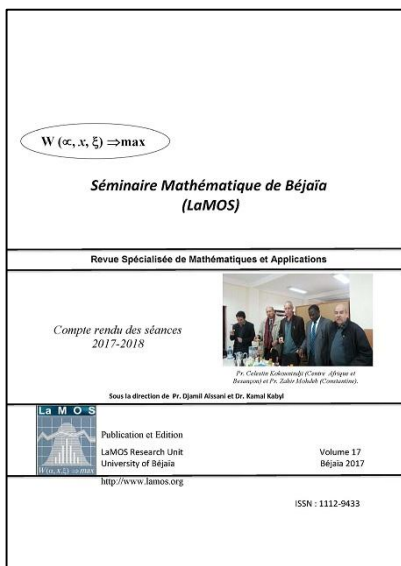 W (∝, x, ξ) ⇒max
Séminaire Mathématique de Béjaïa
(LaMOS)
Revue Spécialisée de Mathématiques et Applications
Compte rendu des séances
2017-2018
Pr. Celestin Kokouendji (Centre Afrique et
Besançon) et Pr. Zahir Mohdeb (Constantine).
Sous la direction de Pr. Djamil Aïssani et Dr. Kamal Kabyl
La M O S
W(α, x, ξ) ⇒ max
Publication et Edition
LaMOS Research Unit
University of Béjaïa
Volume 17
Béjaïa 2017
http://www.lamos.org
ISSN : 1112-9433